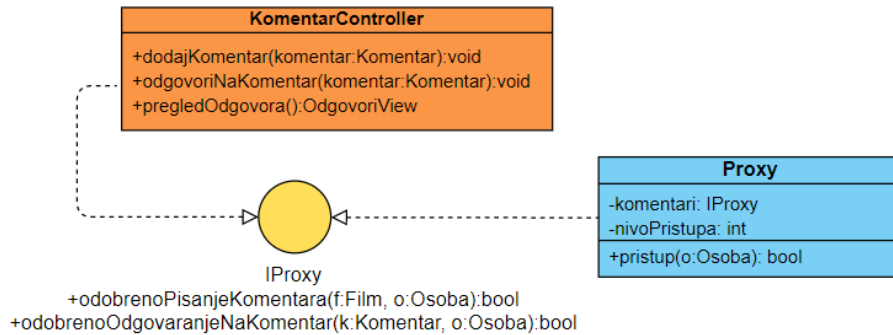 KomentarController
+dodajKomentar(komentar:Komentar):void
+odgovoriNaKomentar(komentar:Komentar):void
+pregledOdgovora():OdgovoriView
Proxy
-komentari: IProxy
-nivoPristupa: int
+pristup(o:Osoba): bool
IProxy
+odobrenoPisanjeKomentara(f:Film, o:Osoba):bool
+odobrenoOdgovaranjeNaKomentar(k:Komentar, o:Osoba):bool